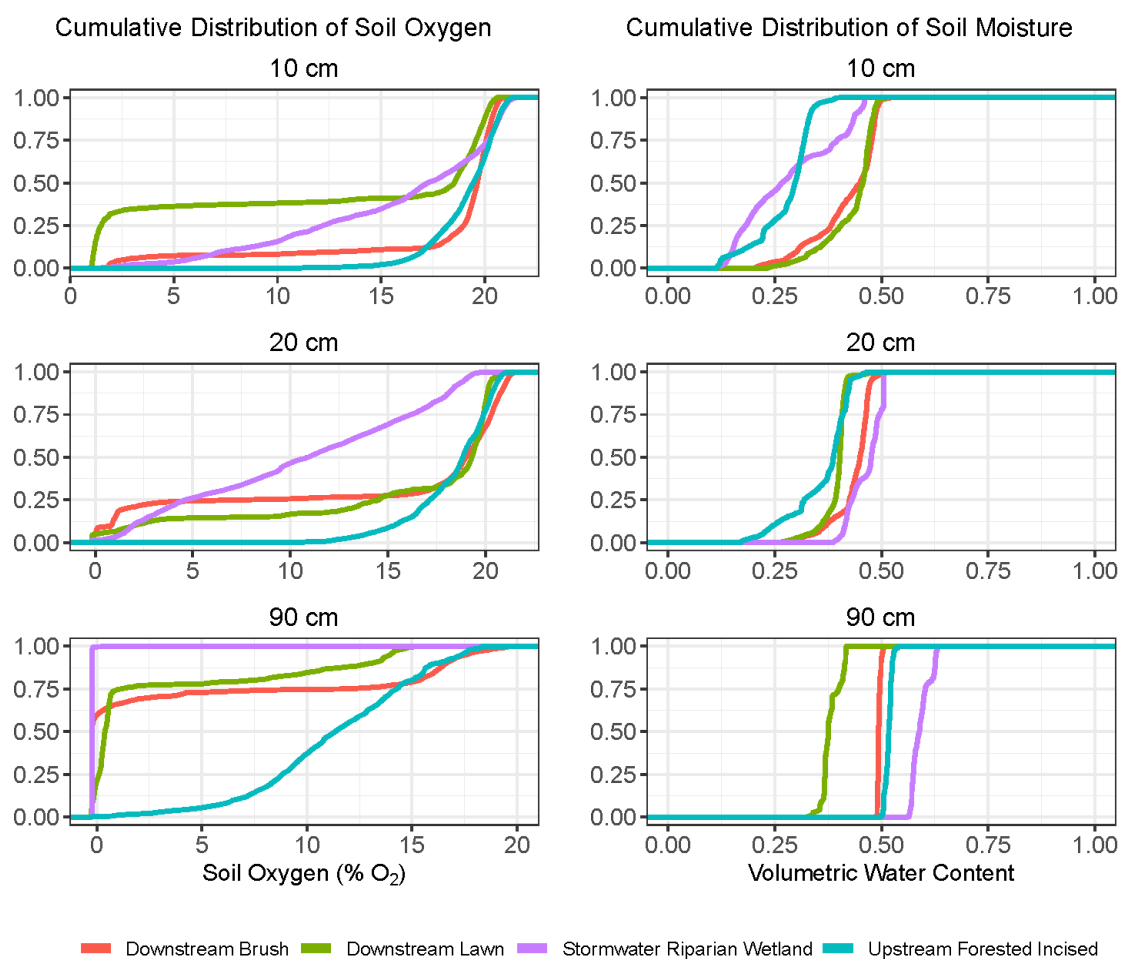 Cumulative Distribution of Soil Oxygen
Cumulative Distribution of Soil Moisture
10 cm
10 cm
1.00
0.75
0.50
0.25
0.00
0 5 10 15 20
1.00
0.75
0.50
0.25
0.00
0.00 0.25 0.50 0.75 1.00
20 cm
20 cm
1.00
0.75
0.50
0.25
0.00
0 5 10 15 20
1.00
0.75
0.50
0.25
0.00
0.00 0.25 0.50 0.75 1.00
90 cm
90 cm
1.00
0.75
0.50
0.25
0.00
0 5 10 15 20
Soil Oxygen (% O₂)
1.00
0.75
0.50
0.25
0.00
0.00 0.25 0.50 0.75 1.00
Volumetric Water Content
Downstream Brush Downstream Lawn Stormwater Riparian Wetland Upstream Forested Incised